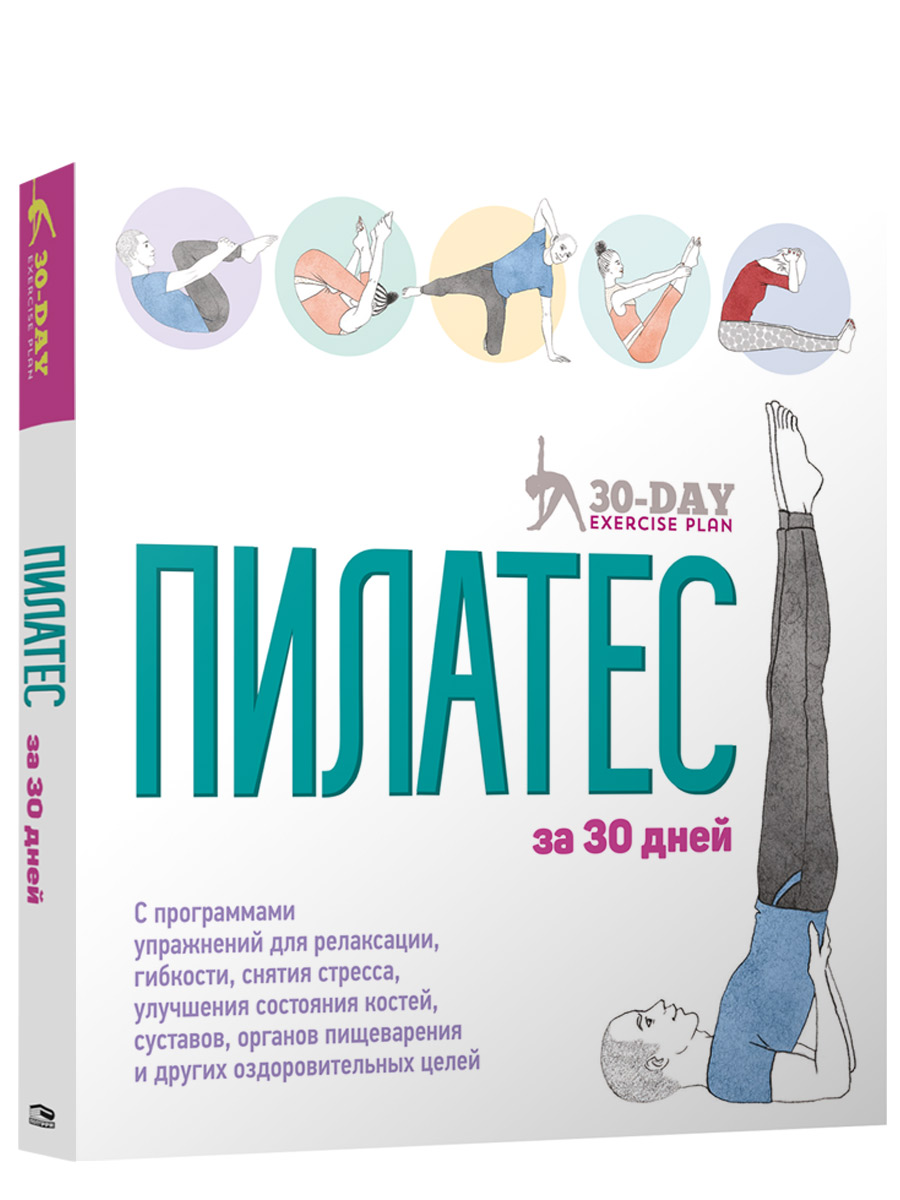 30-DAY
EXERCISE PLAN
ПИЛАТЕС
за 30 дней
30-DAY
EXERCISE PLAN
ПИЛАТЕС
за 30 дней
С программами
упражнений для релаксации,
гибкости, снятия стресса,
улучшения состояния костей,
суставов, органов пищеварения
и других оздоровительных целей